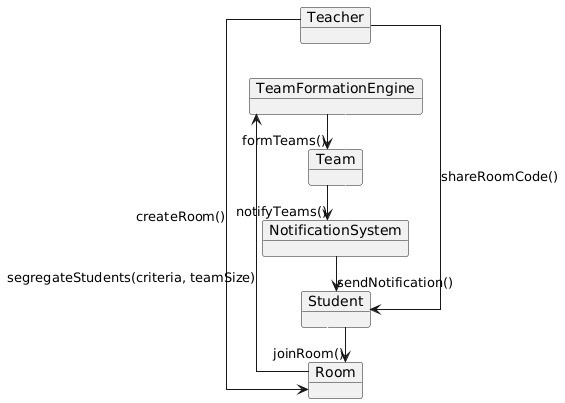 Teacher
TeamFormationEngine
formTeams()
Team
shareRoomCode()
notifyTeams()
createRoom()
NotificationSystem
segregateStudents(criteria, teamSize)
sendNotification()
Student
joinRoom()
Room